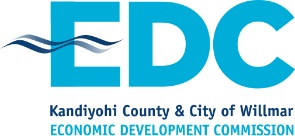 EDC
Kandiyohi County & City of Willmar
ECONOMIC DEVELOPMENT COMMISSION